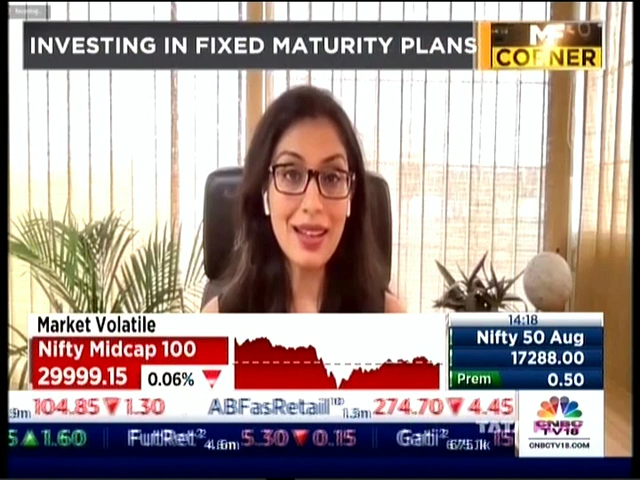 INVESTING IN FIXED MATURITY PLANS
CORNER
Market Volatile
Nifty Midcap 100
29999.15 0.06%
14:18
Nifty 50 Aug
17288.00
Prem 0.50
104.85 ▼ 1.30 ABFasRetail 274.70 ▼ 4.45
▲ 1.60 FutRet 5.30 ▼ 0.15 Gati
CNBC
TV18
CNBCTV18.COM